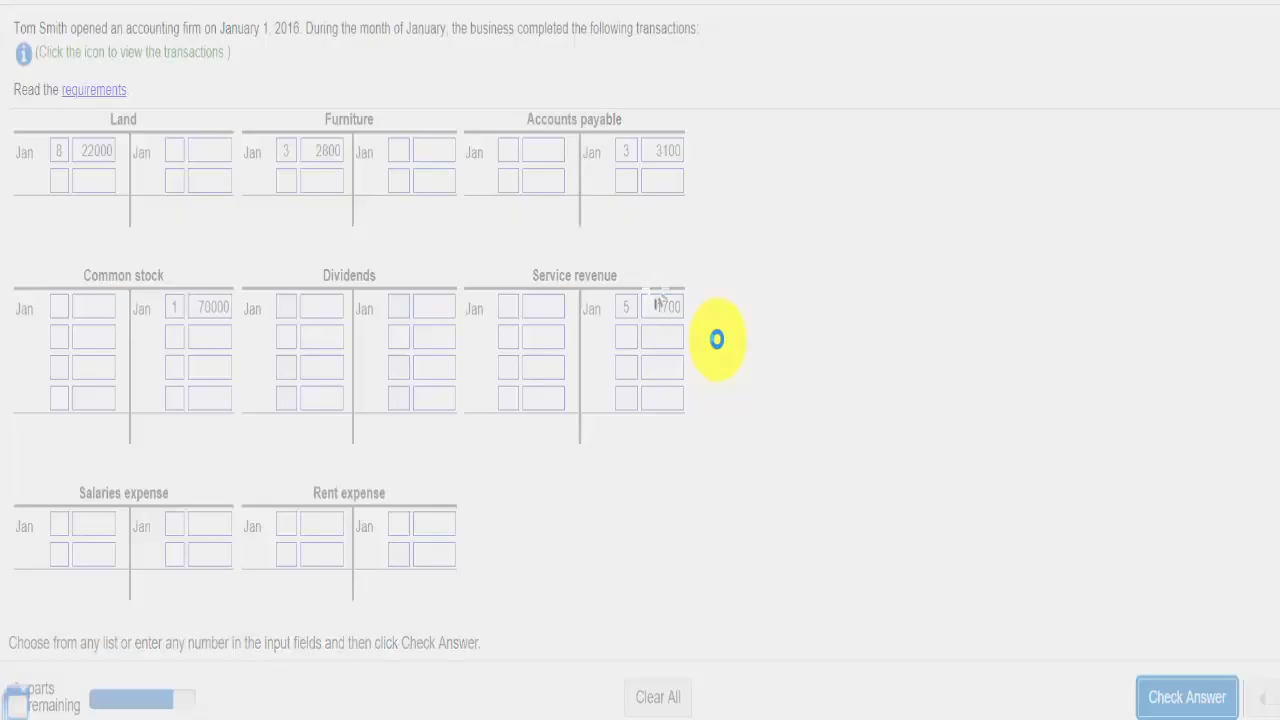 Tom Smith opened an accounting firm on January 1, 2016. During the month of January, the business completed the following transactions:
(Click the icon to view the transactions.)
Read the requirements
Land Furniture Accounts payable
Jan 8 22000 Jan Jan 3 2800 Jan Jan Jan 3 3100
Common stock Dividends Service revenue
Jan Jan 1 70000 Jan Jan Jan Jan 5 1700
Salaries expense Rent expense
Jan Jan Jan Jan
Choose from any list or enter any number in the input fields and then click Check Answer.
parts
remaining
Clear All
Check Answer